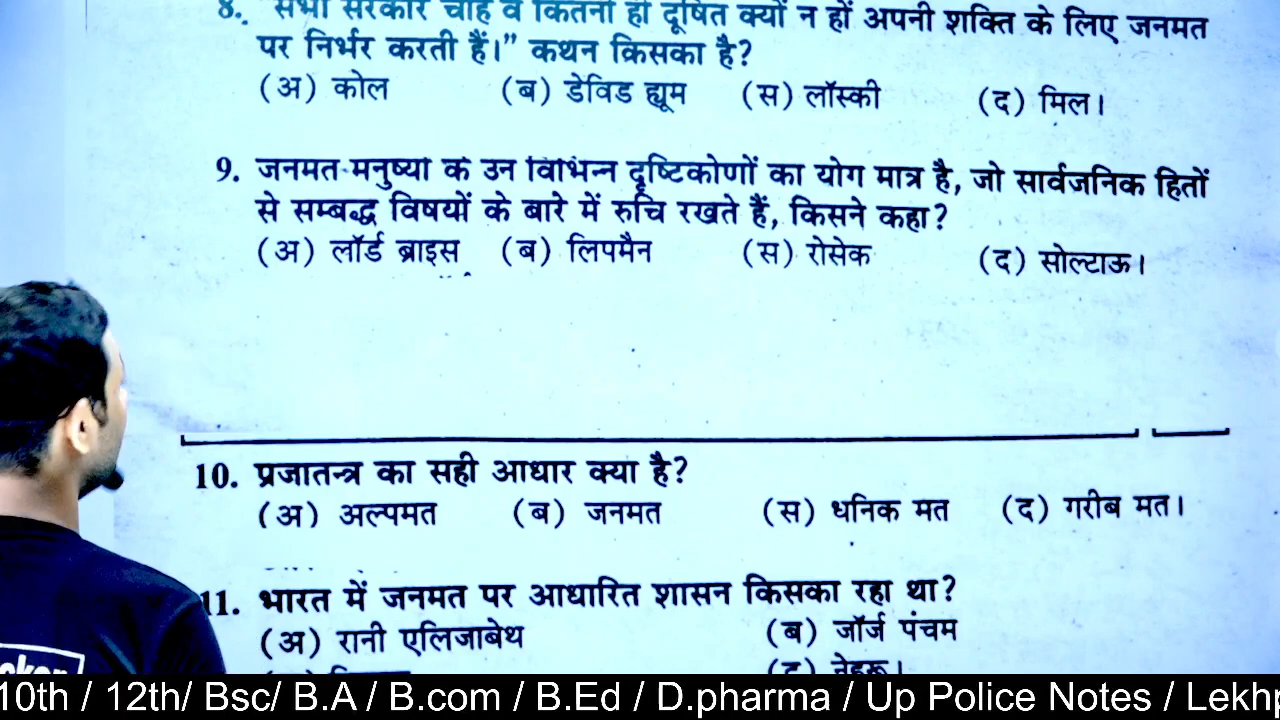 8. "सभी सरकारें चाहे वे कितनी ही दूषित क्यों न हों अपनी शक्ति के लिए जनमत
पर निर्भर करती हैं।" कथन किसका है?
(अ) कोल (ब) डेविड ह्यूम (स) लॉस्की (द) मिल।
9. जनमत मनुष्यों के उन विभिन्न दृष्टिकोणों का योग मात्र है, जो सार्वजनिक हितों
से सम्बद्ध विषयों के बारे में रुचि रखते हैं, किसने कहा?
(अ) लॉर्ड ब्राइस (ब) लिपमैन (स) रोसेक (द) सोल्टाऊ।
10. प्रजातन्त्र का सही आधार क्या है?
(अ) अल्पमत (ब) जनमत (स) धनिक मत (द) गरीब मत।
11. भारत में जनमत पर आधारित शासन किसका रहा था?
(अ) रानी एलिजाबेथ (ब) जॉर्ज पंचम
(द) नेहरू।
10th / 12th/ Bsc/ B.A / B.com / B.Ed / D.pharma / Up Police Notes / Lekhp